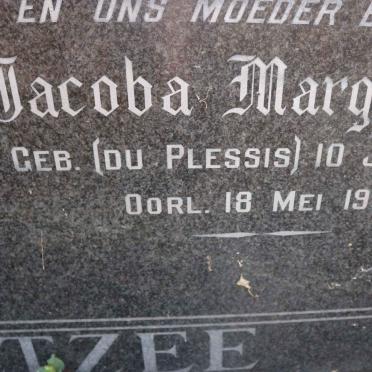 EN ONS MOEDER
Jacoba Marg
GEB. (DU PLESSIS) 10 J
OORL. 18 MEI 19
TZEE